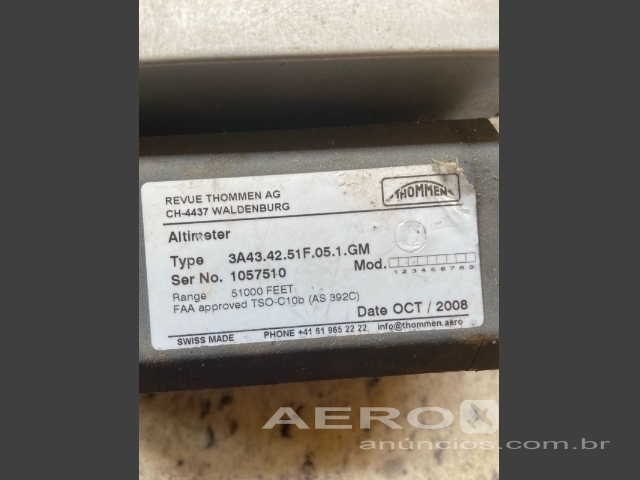 REVUE THOMMEN AG
CH-4437 WALDENBURG
THOMMEN
Altimeter
Type 3A43.42.51F.05.1.GM
Ser No. 1057510
Mod.
1 2 3 4 5 6 7 8 9
Range 51000 FEET
FAA approved TSO-C10b (AS 392C)
Date OCT / 2008
SWISS MADE PHONE +41 61 965 22 22 info@thommen.aero
AERO X
anúncios.com.br